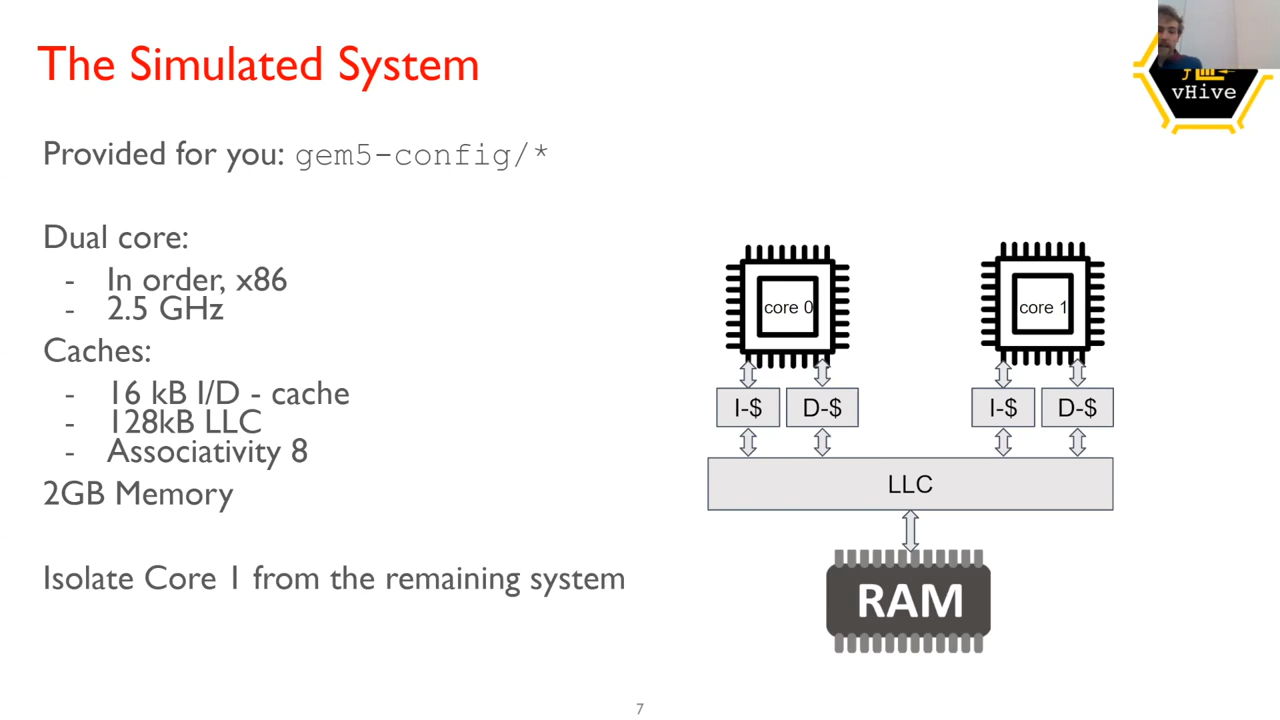 The Simulated System
vHive
Provided for you: gem5-config/*
Dual core:
- In order, x86
- 2.5 GHz
Caches:
- 16 kB I/D - cache
- 128kB LLC
- Associativity 8
2GB Memory
Isolate Core 1 from the remaining system
core 0
core 1
I-$
D-$
I-$
D-$
LLC
RAM
7